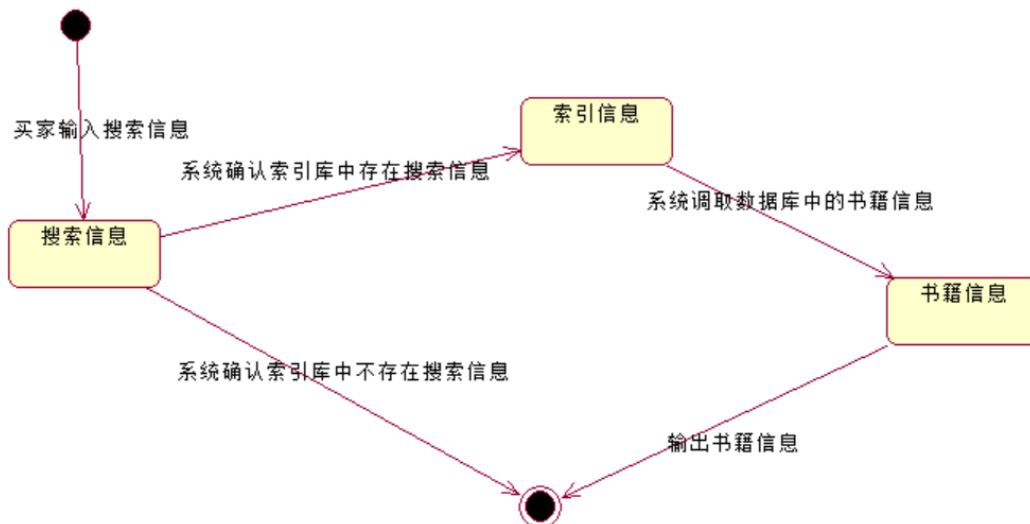 索引信息
买家输入搜索信息
系统确认索引库中存在搜索信息
系统调取数据库中的书籍信息
搜索信息
书籍信息
系统确认索引库中不存在搜索信息
输出书籍信息